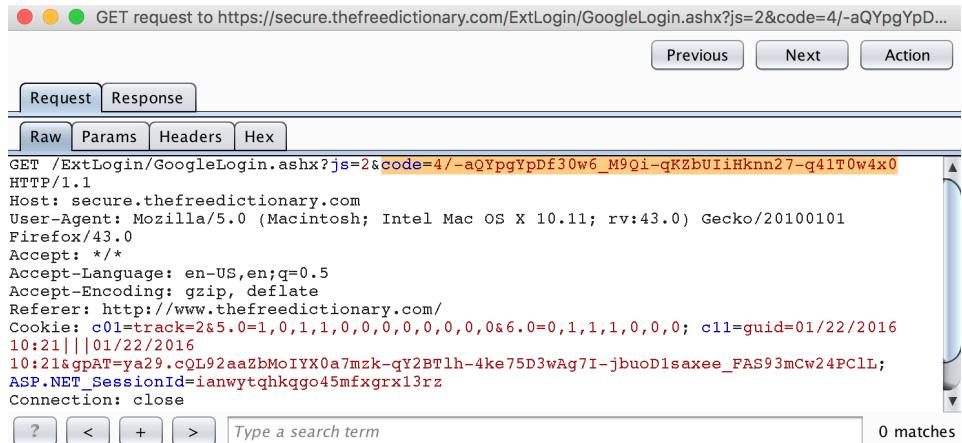 GET request to https://secure.thefreedictionary.com/ExtLogin/GoogleLogin.ashx?js=2&code=4/-aQYpgYpD...
Previous Next Action
Request Response
Raw Params Headers Hex
GET /ExtLogin/GoogleLogin.ashx?js=2&code=4/-aQYpgYpDf30w6_M9Qi-qKZbUIiHknn27-q41T0w4x0
HTTP/1.1
Host: secure.thefreedictionary.com
User-Agent: Mozilla/5.0 (Macintosh; Intel Mac OS X 10.11; rv:43.0) Gecko/20100101
Firefox/43.0
Accept: */*
Accept-Language: en-US,en;q=0.5
Accept-Encoding: gzip, deflate
Referer: http://www.thefreedictionary.com/
Cookie: c01=track=2&5.0=1,0,1,1,0,0,0,0,0,0,0,0&6.0=0,1,1,1,0,0,0; c11=guid=01/22/2016
10:21|||01/22/2016
10:21&gpAT=ya29.cQL92aaZbMoIYX0a7mzk-qY2BTlh-4ke75D3wAg7I-jbuoD1saxee_FAS93mCw24PClL;
ASP.NET_SessionId=ianwytqhkqgo45mfxgrx13rz
Connection: close
? < + > Type a search term 0 matches